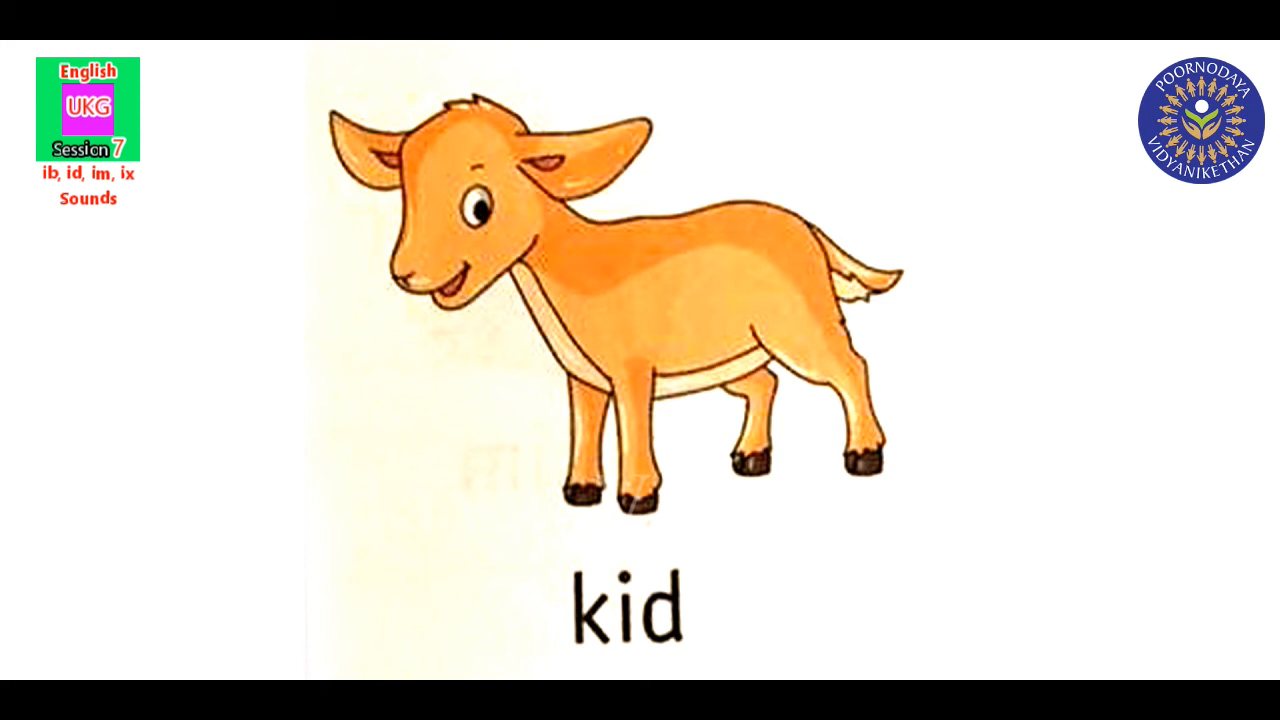 English
UKG
Session 7
ib, id, im, ix
Sounds
POORNODAYA
VIDYANIKETHAN
kid